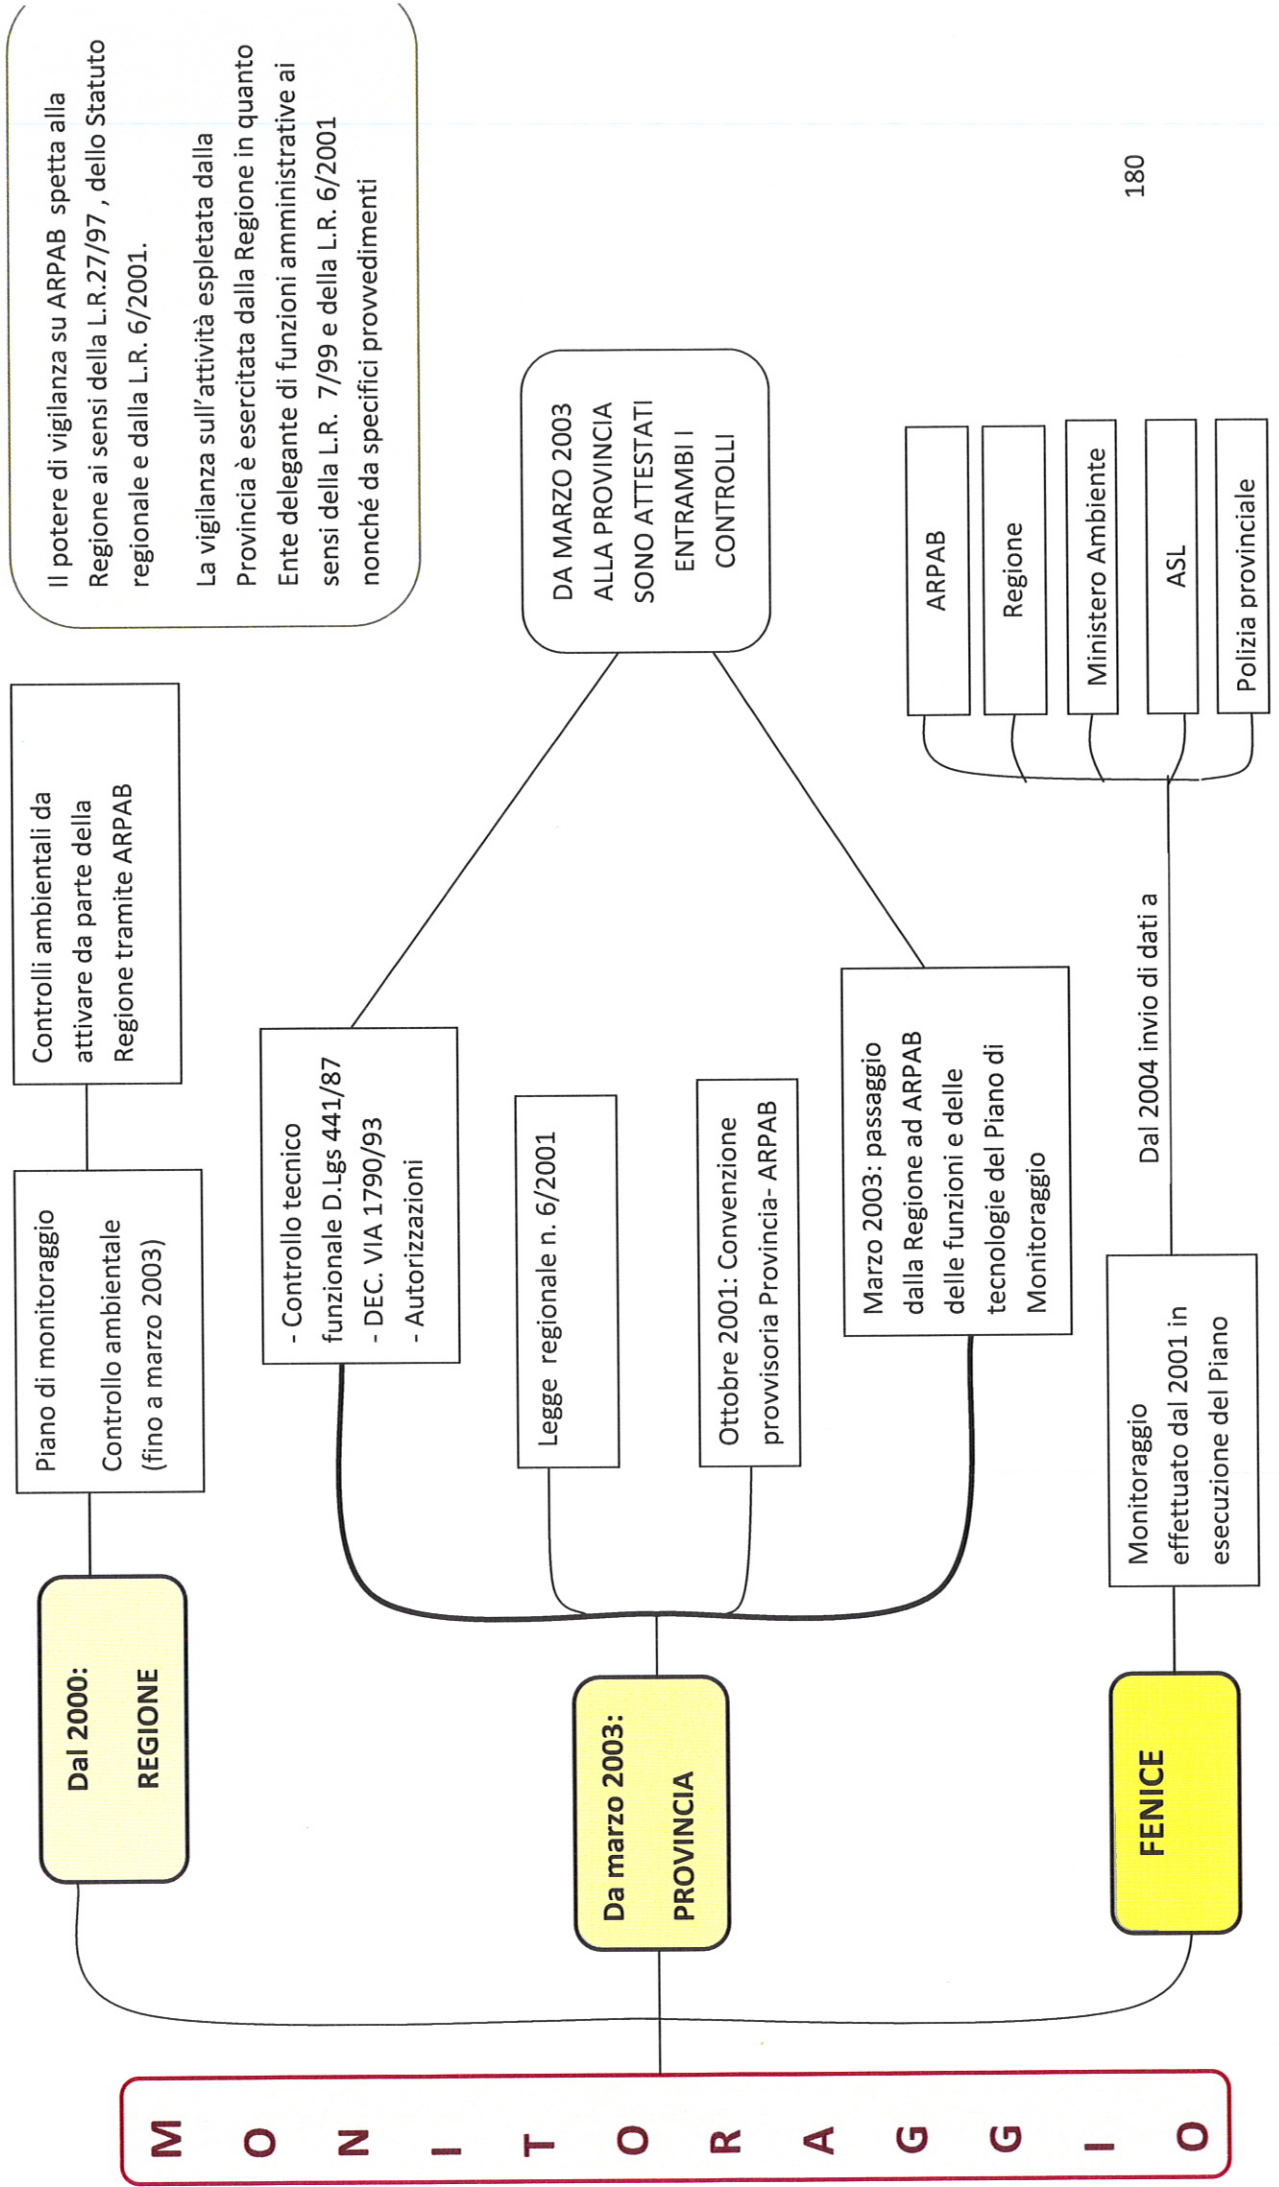 MONITORAGGIO
Dal 2000:
REGIONE
Piano di monitoraggio
Controllo ambientale
(fino a marzo 2003)
Controlli ambientali da
attivare da parte della
Regione tramite ARPAB
Il potere di vigilanza su ARPAB spetta alla
Regione ai sensi della L.R.27/97 , dello Statuto
regionale e dalla L.R. 6/2001.
La vigilanza sull'attività espletata dalla
Provincia è esercitata dalla Regione in quanto
Ente delegante di funzioni amministrative ai
sensi della L.R. 7/99 e della L.R. 6/2001
nonché da specifici provvedimenti
Da marzo 2003:
PROVINCIA
- Controllo tecnico
funzionale D.Lgs 441/87
- DEC. VIA 1790/93
- Autorizzazioni
Legge regionale n. 6/2001
Ottobre 2001: Convenzione
provvisoria Provincia- ARPAB
Marzo 2003: passaggio
dalla Regione ad ARPAB
delle funzioni e delle
tecnologie del Piano di
Monitoraggio
DA MARZO 2003
ALLA PROVINCIA
SONO ATTESTATI
ENTRAMBI I
CONTROLLI
FENICE
Monitoraggio
effettuato dal 2001 in
esecuzione del Piano
Dal 2004 invio di dati a
ARPAB
Regione
Ministero Ambiente
ASL
Polizia provinciale
180